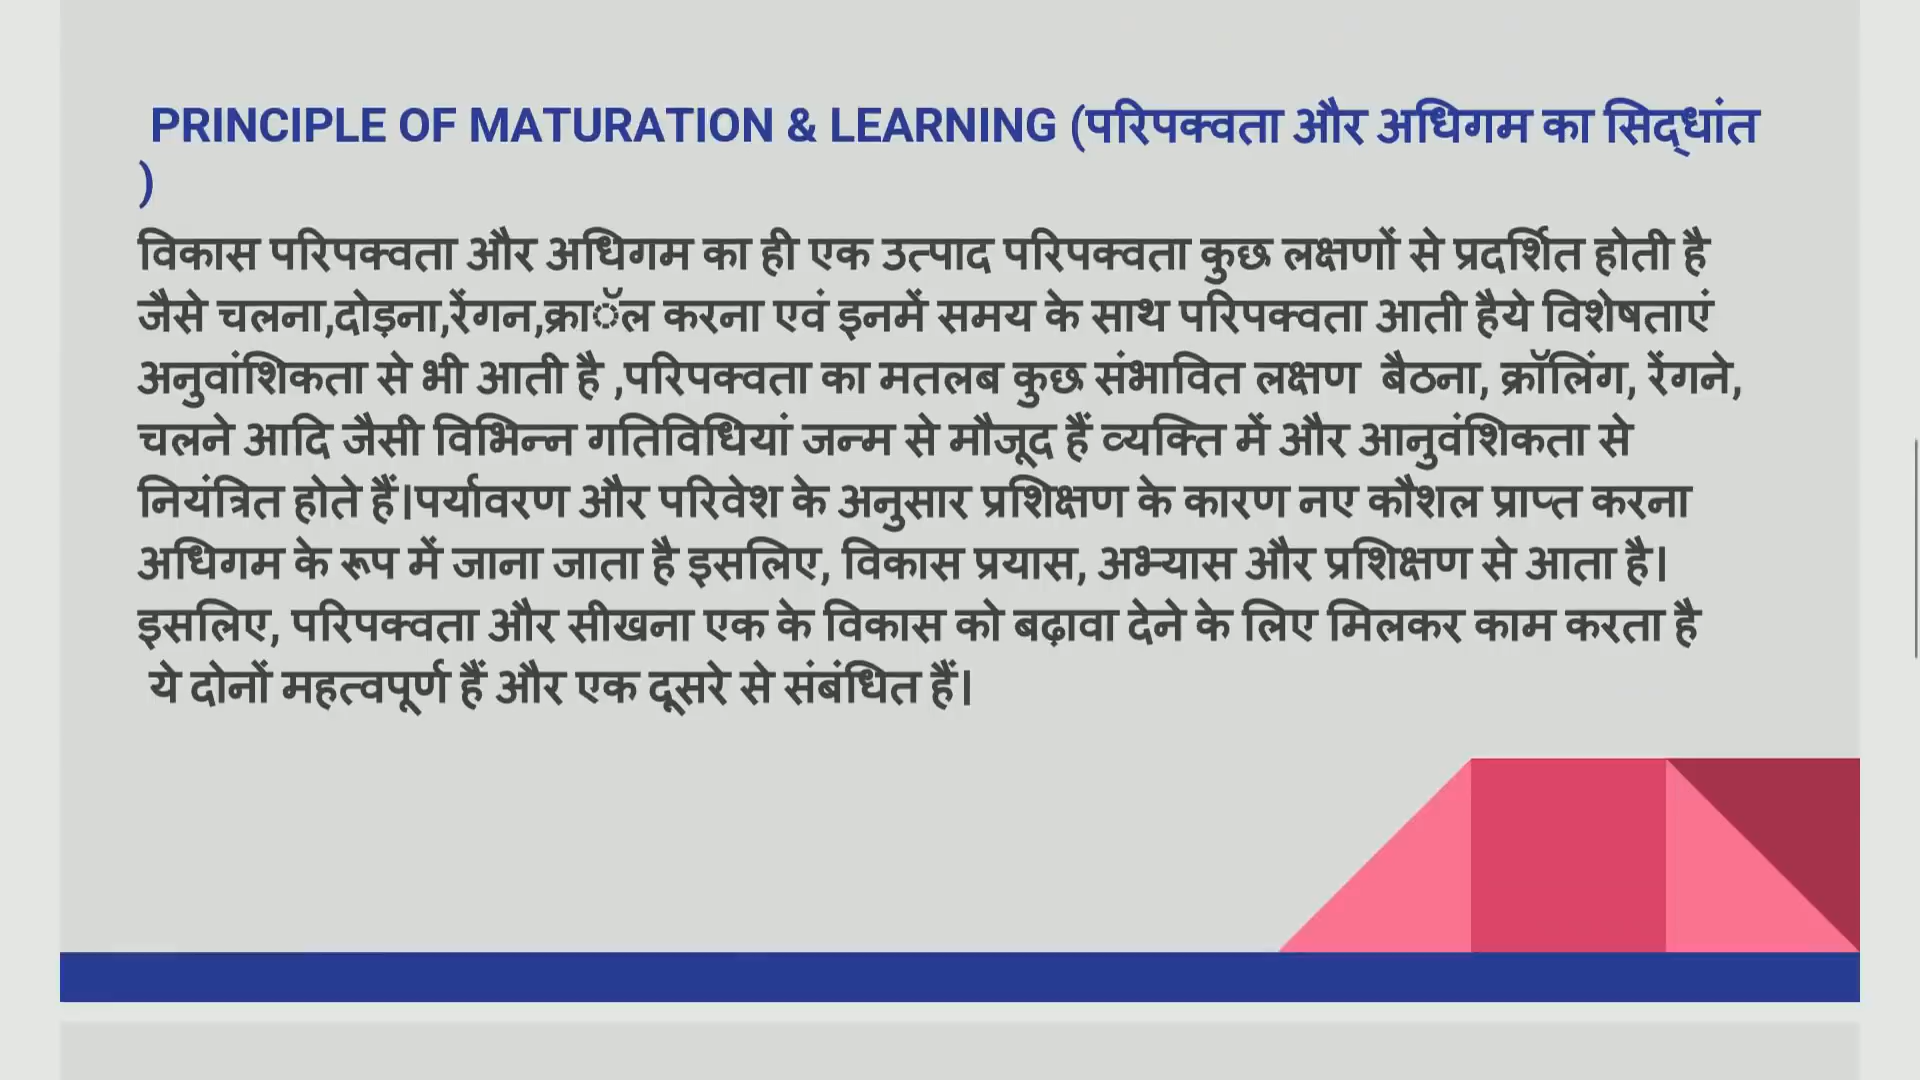 PRINCIPLE OF MATURATION & LEARNING (परिपक्वता और अधिगम का सिद्धांत
)
विकास परिपक्वता और अधिगम का ही एक उत्पाद परिपक्वता कुछ लक्षणों से प्रदर्शित होती है
जैसे चलना,दोड़ना,रेंगन,क्राॅल करना एवं इनमें समय के साथ परिपक्वता आती हैये विशेषताएं
अनुवांशिकता से भी आती है ,परिपक्वता का मतलब कुछ संभावित लक्षण  बैठना, क्रॉलिंग, रेंगने,
चलने आदि जैसी विभिन्न गतिविधियां जन्म से मौजूद हैं व्यक्ति में और आनुवंशिकता से
नियंत्रित होते हैं|पर्यावरण और परिवेश के अनुसार प्रशिक्षण के कारण नए कौशल प्राप्त करना
अधिगम के रूप में जाना जाता है इसलिए, विकास प्रयास, अभ्यास और प्रशिक्षण से आता है।
इसलिए, परिपक्वता और सीखना एक के विकास को बढ़ावा देने के लिए मिलकर काम करता है
ये दोनों महत्वपूर्ण हैं और एक दूसरे से संबंधित हैं।